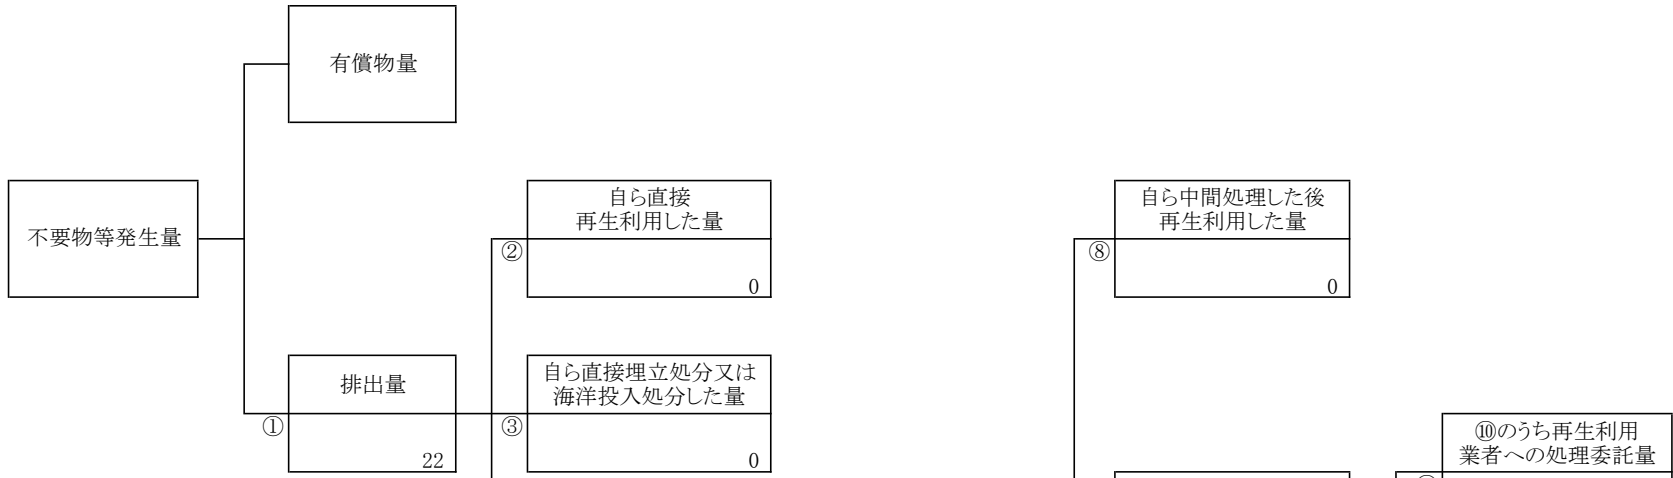 有償物量
不要物等発生量
自ら直接
再生利用した量
②
0
自ら中間処理した後
再生利用した量
⑧
0
排出量
①
22
自ら直接埋立処分又は
海洋投入処分した量
③
0
⑩のうち再生利用
業者への処理委託量